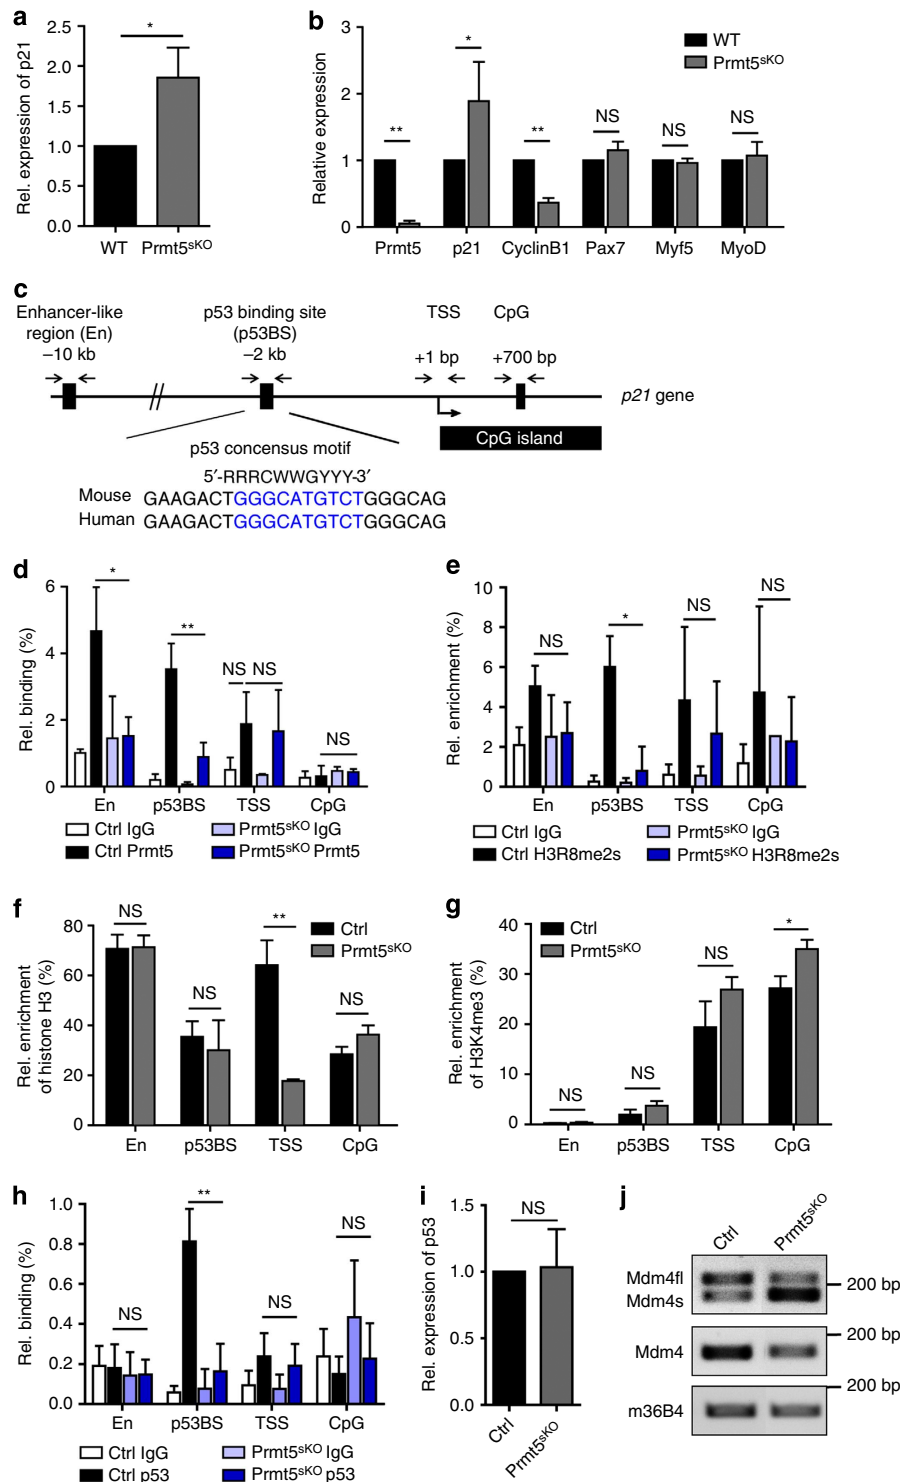 a
Rel. expression of p21
2.5
2.0
1.5
1.0
0.5
0.0
*
WT Prmt5sKO
b
Relative expression
3
2
1
0
** * ** NS NS NS
WT
Prmt5sKO
Prmt5 p21 CyclinB1 Pax7 Myf5 MyoD
c
Enhancer-like region (En)
–10 kb
p53 binding site (p53BS)
–2 kb
TSS
+1 bp
CpG
+700 bp
p21 gene
CpG island
p53 consensus motif
5′-RRRCWWGYYY-3′
Mouse GAAGACTGGGCATGTCTGGGCAG
Human GAAGACTGGGCATGTCTGGGCAG
d
Rel. binding (%)
6
4
2
0
* ** NS NS NS
En p53BS TSS CpG
Ctrl IgG
Ctrl Prmt5
Prmt5sKO IgG
Prmt5sKO Prmt5
e
Rel. enrichment (%)
10
8
6
4
2
0
NS * NS NS
En p53BS TSS CpG
Ctrl IgG
Ctrl H3R8me2s
Prmt5sKO IgG
Prmt5sKO H3R8me2s
f
Rel. enrichment of histone H3 (%)
80
60
40
20
0
NS NS ** NS
Ctrl
Prmt5sKO
En p53BS TSS CpG
g
Rel. enrichment of H3K4me3 (%)
40
30
20
10
0
Ctrl
Prmt5sKO
NS NS NS *
En p53BS TSS CpG
h
Rel. binding (%)
1.0
0.8
0.6
0.4
0.2
0.0
NS ** NS NS
En p53BS TSS CpG
Ctrl IgG
Ctrl p53
Prmt5sKO IgG
Prmt5sKO p53
i
Rel. expression of p53
1.5
1.0
0.5
0.0
NS
Ctrl
Prmt5sKO
j
Ctrl
Prmt5sKO
Mdm4fl
Mdm4s
200 bp
Mdm4
200 bp
m36B4
200 bp